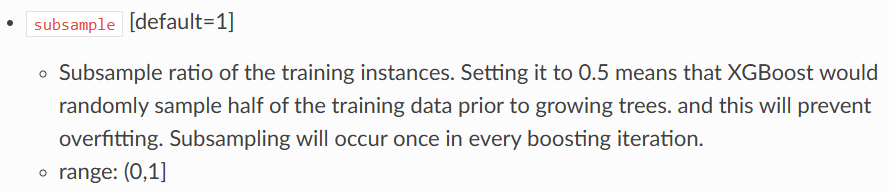 subsample [default=1]
Subsample ratio of the training instances. Setting it to 0.5 means that XGBoost would
randomly sample half of the training data prior to growing trees. and this will prevent
overfitting. Subsampling will occur once in every boosting iteration.
range: (0,1]